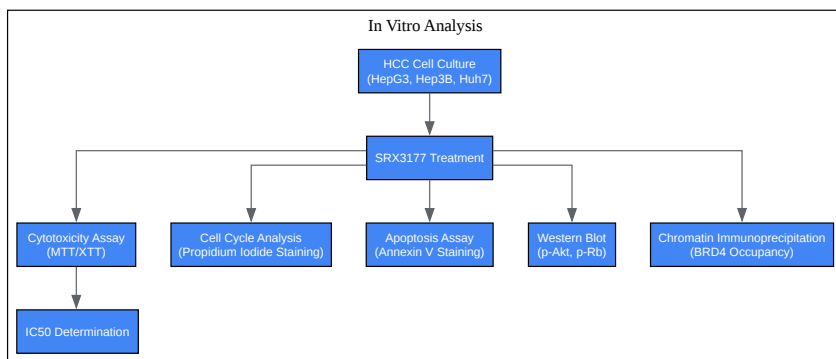 In Vitro Analysis
HCC Cell Culture
(HepG3, Hep3B, Huh7)
SRX3177 Treatment
Cytotoxicity Assay
(MTT/XTT)
Cell Cycle Analysis
(Propidium Iodide Staining)
Apoptosis Assay
(Annexin V Staining)
Western Blot
(p-Akt, p-Rb)
Chromatin Immunoprecipitation
(BRD4 Occupancy)
IC50 Determination